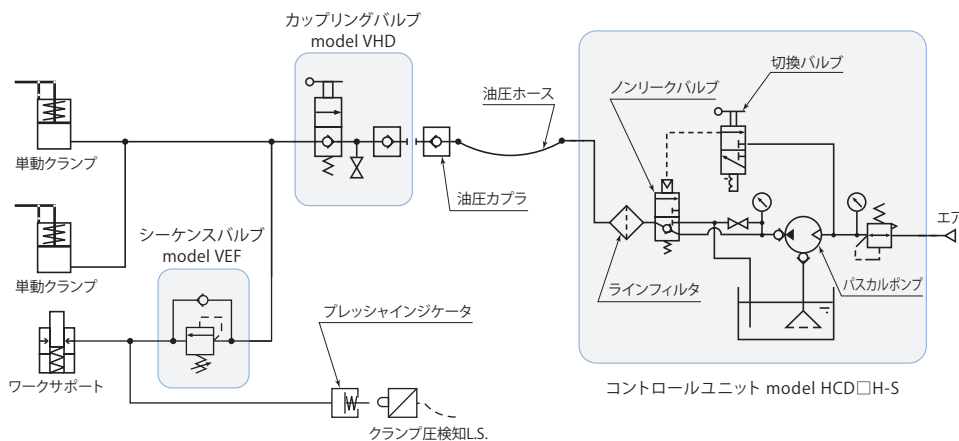 カップリングバルブ
model VHD
切換バルブ
ノンリークバルブ
油圧ホース
単動クランプ
油圧カプラ
エア
シーケンスバルブ
model VEF
単動クランプ
ラインフィルタ
パスカルポンプ
プレッシャインジケータ
ワークサポート
コントロールユニット model HCD□H-S
クランプ圧検知L.S.